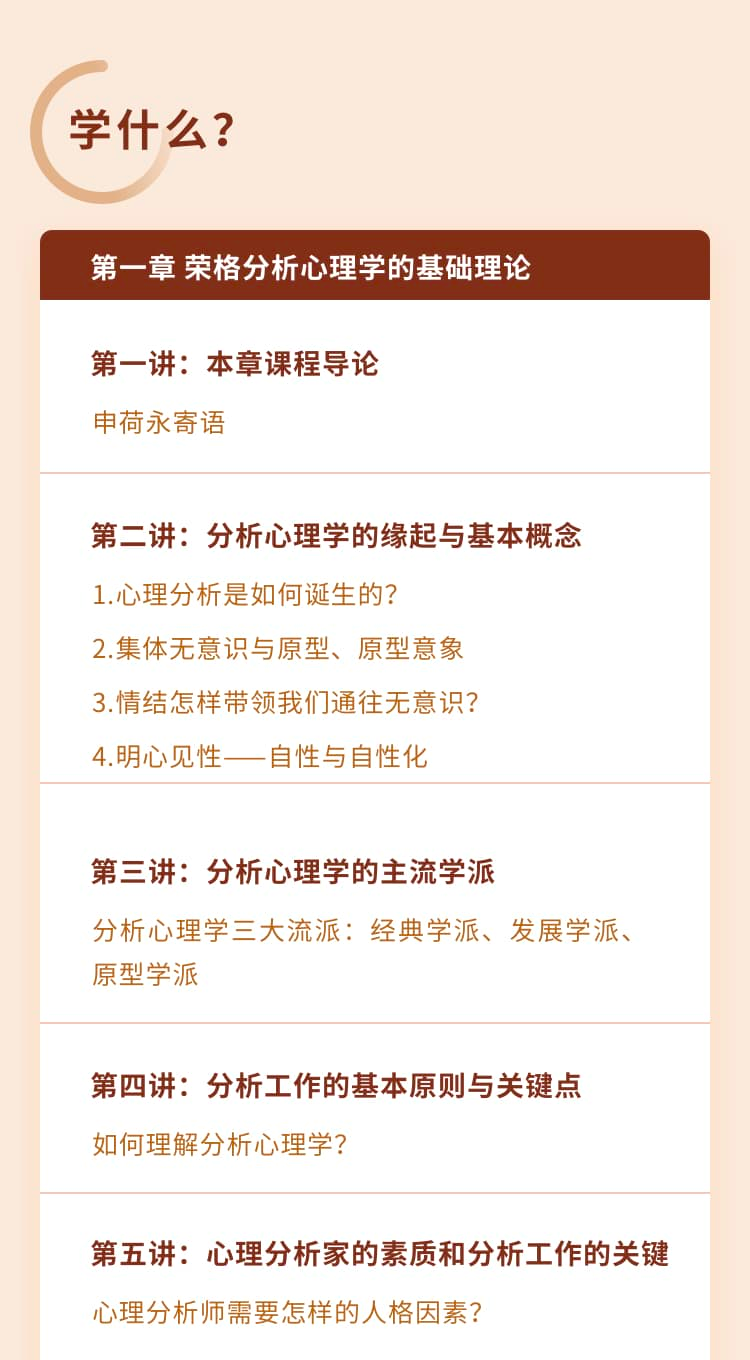 学什么？
第一章 荣格分析心理学的基础理论
第一讲：本章课程导论
申荷永寄语
第二讲：分析心理学的缘起与基本概念
1.心理分析是如何诞生的？
2.集体无意识与原型、原型意象
3.情结怎样带领我们通往无意识？
4.明心见性——自性与自性化
第三讲：分析心理学的主流学派
分析心理学三大流派：经典学派、发展学派、
原型学派
第四讲：分析工作的基本原则与关键点
如何理解分析心理学？
第五讲：心理分析家的素质和分析工作的关键
心理分析师需要怎样的人格因素？